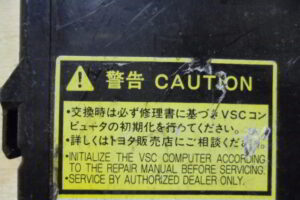 警告 CAUTION
・交換時は必ず修理書に基づきVSCコン
ピュータの初期化を行ってください。
・詳しくはトヨタ販売店にご相談くださ
・INITIALIZE THE VSC COMPUTER ACCORDING
TO THE REPAIR MANUAL BEFORE SERVICING.
・SERVICE BY AUTHORIZED DEALER ONLY.